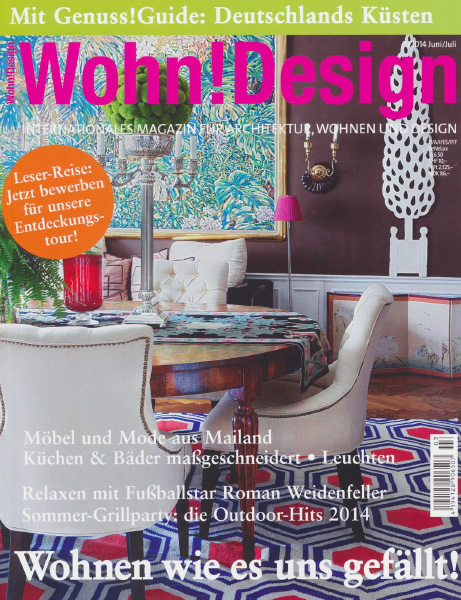 Mit Genuss!Guide: Deutschlands Küsten
wohndesign
2014 Juni/Juli
Wohn!Design
INTERNATIONALES MAGAZIN FÜR ARCHITEKTUR, WOHNEN UND DESIGN
Leser-Reise:
Jetzt bewerben
für unsere
Entdeckungs-
tour!
Möbel und Mode aus Mailand
Küchen & Bäder maßgeschneidert • Leuchten
Relaxen mit Fußballstar Roman Weidenfeller
Sommer-Grillparty: die Outdoor-Hits 2014
Wohnen wie es uns gefällt!